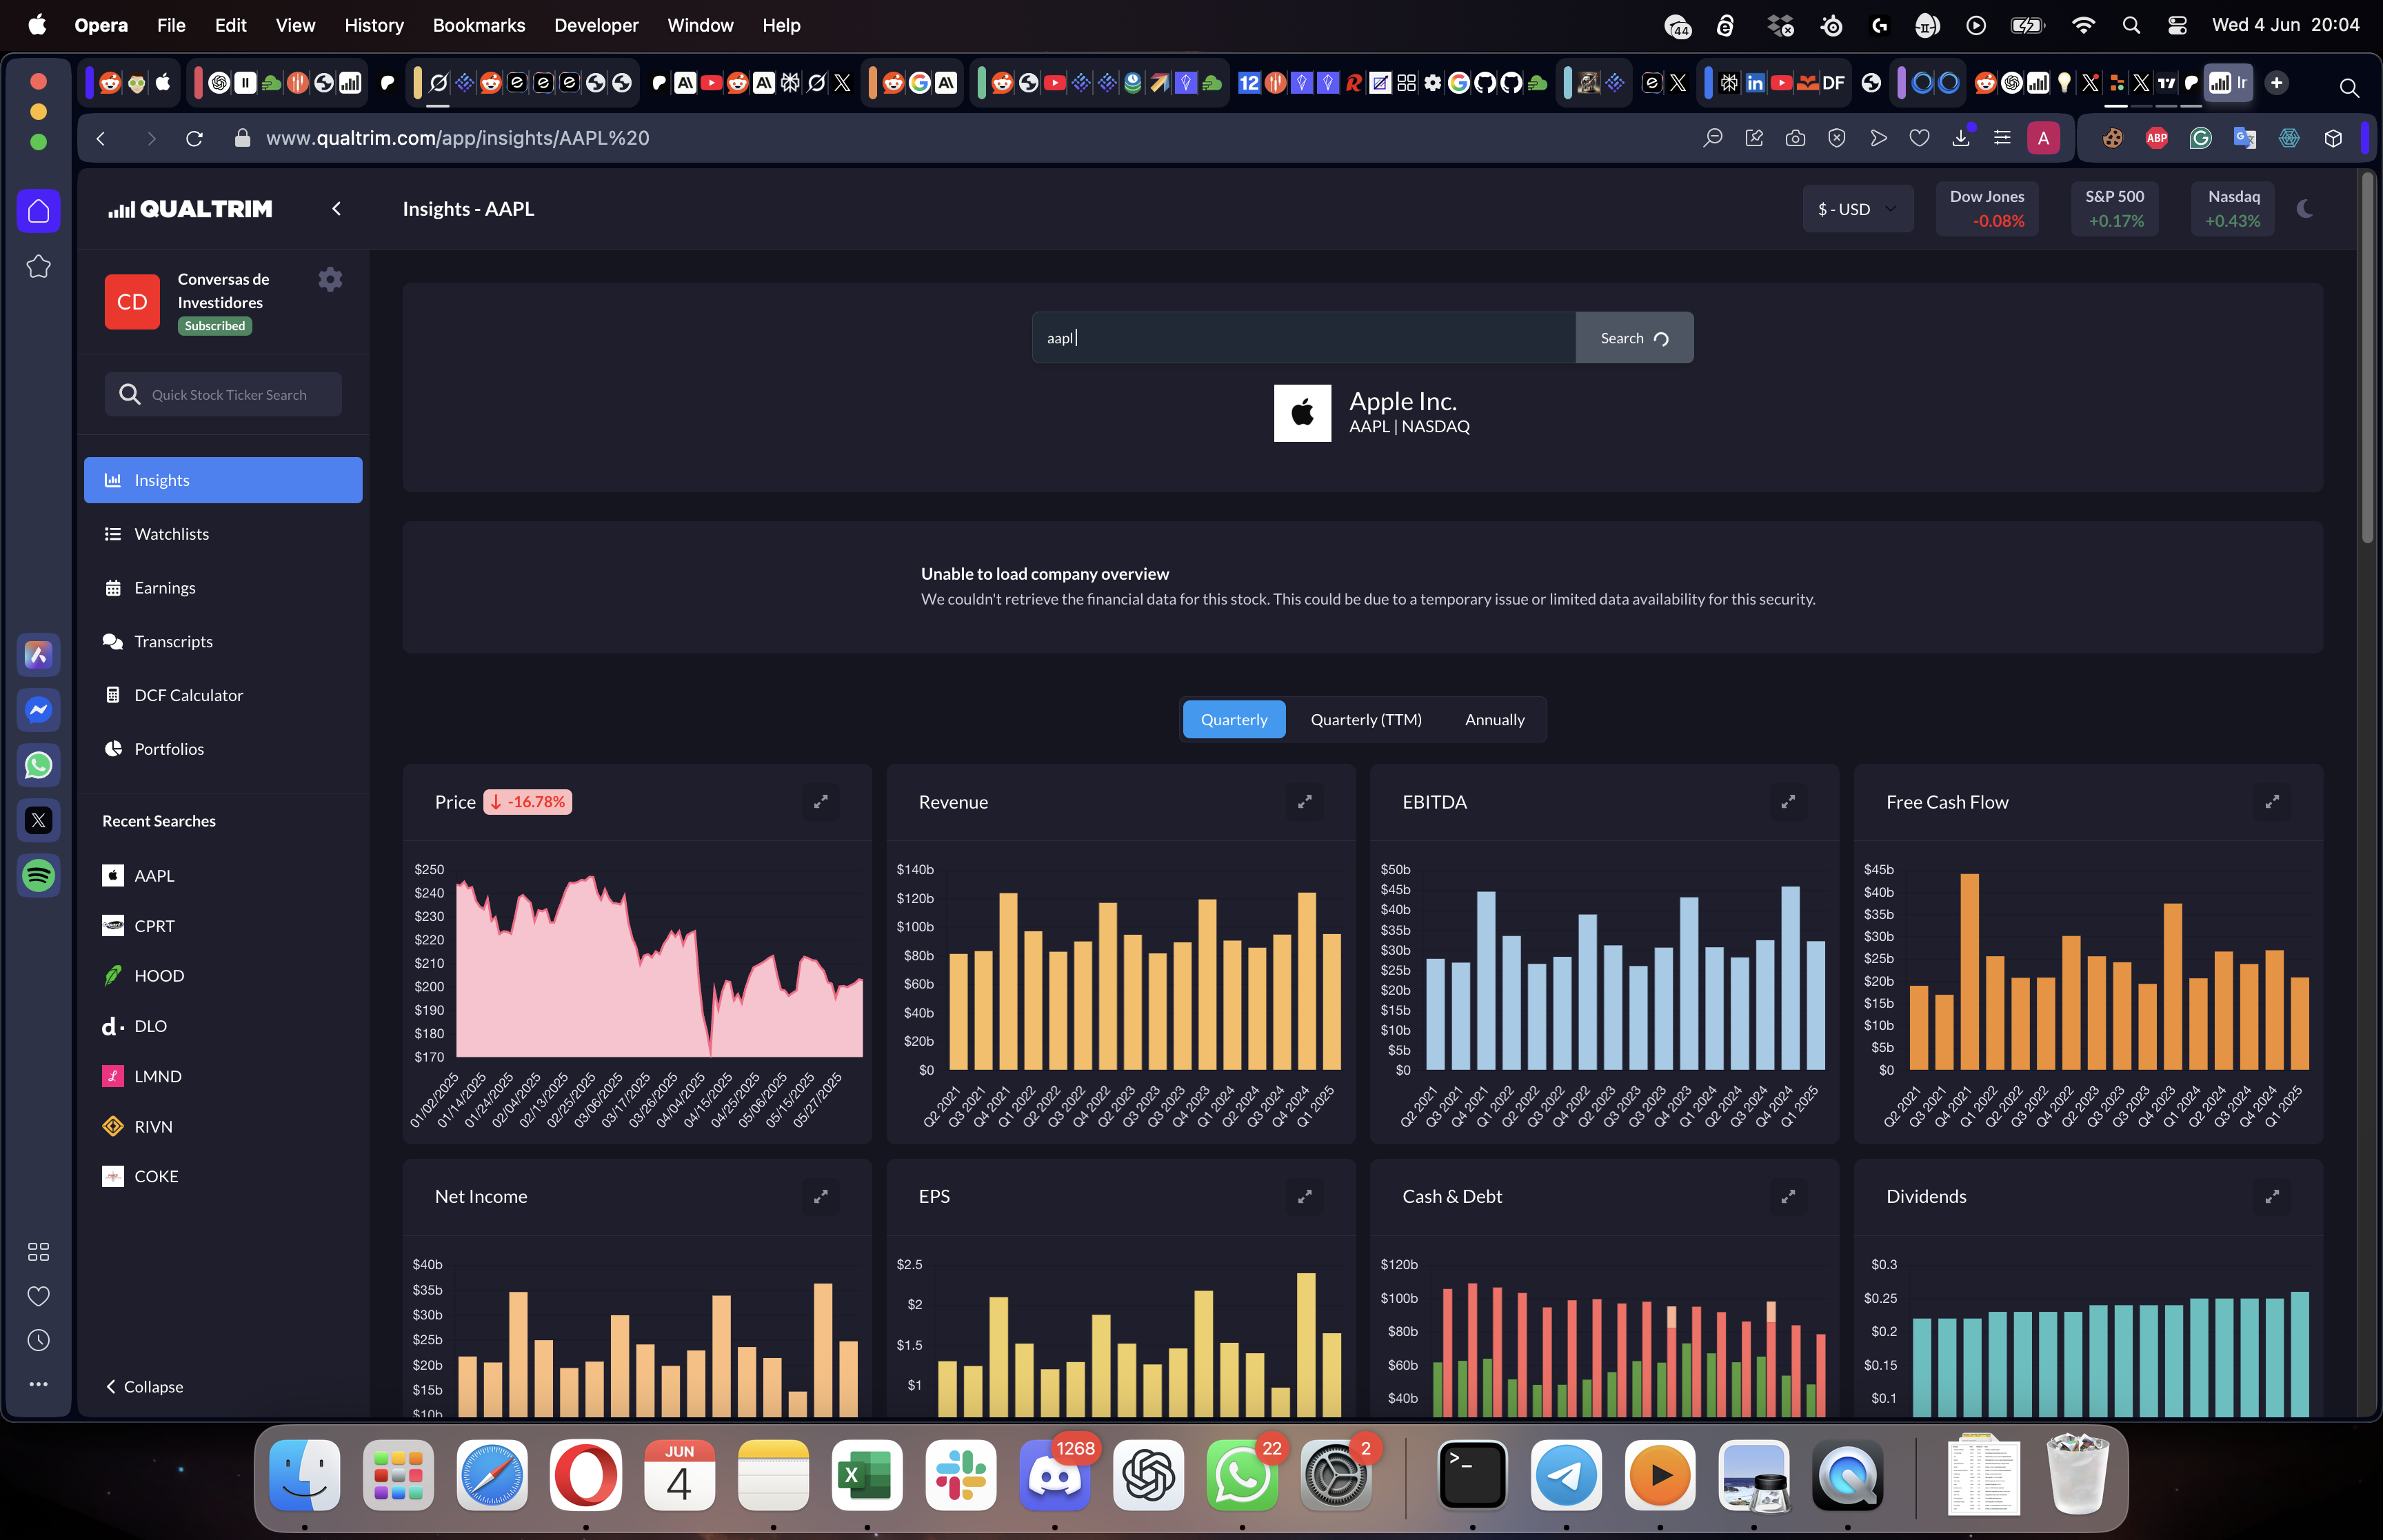 Opera File Edit View History Bookmarks Developer Window Help
44
Wed 4 Jun 20:04
12
DF
Ir
www.qualtrim.com/app/insights/AAPL%20
A
ABP
QUALTRIM
Insights - AAPL
$ - USD
Dow Jones
-0.08%
S&P 500
+0.17%
Nasdaq
+0.43%
CD
Conversas de
Investidores
Subscribed
Quick Stock Ticker Search
Insights
Watchlists
Earnings
Transcripts
DCF Calculator
Portfolios
Recent Searches
AAPL
CPRT
HOOD
DLO
LMND
RIVN
COKE
Collapse
aapl
Search
Apple Inc.
AAPL | NASDAQ
Unable to load company overview
We couldn't retrieve the financial data for this stock. This could be due to a temporary issue or limited data availability for this security.
Quarterly
Quarterly (TTM)
Annually
Price
-16.78%
$250
$240
$230
$220
$210
$200
$190
$180
$170
01/02/2025
01/14/2025
01/24/2025
02/04/2025
02/13/2025
02/25/2025
03/06/2025
03/17/2025
03/26/2025
04/04/2025
04/15/2025
04/25/2025
05/06/2025
05/15/2025
05/27/2025
Revenue
$140b
$120b
$100b
$80b
$60b
$40b
$20b
$0
Q2 2021
Q3 2021
Q4 2021
Q1 2022
Q2 2022
Q3 2022
Q4 2022
Q2 2023
Q3 2023
Q3 2023
Q4 2023
Q1 2024
Q2 2024
Q3 2024
Q4 2024
Q1 2025
EBITDA
$50b
$45b
$40b
$35b
$30b
$25b
$20b
$15b
$10b
$5b
$0
Q2 2021
Q3 2021
Q4 2021
Q1 2022
Q2 2022
Q3 2022
Q4 2022
Q2 2023
Q3 2023
Q3 2023
Q4 2023
Q1 2024
Q2 2024
Q3 2024
Q4 2024
Q1 2025
Free Cash Flow
$45b
$40b
$35b
$30b
$25b
$20b
$15b
$10b
$5b
$0
Q2 2021
Q3 2021
Q4 2021
Q1 2022
Q2 2022
Q3 2022
Q4 2022
Q2 2023
Q3 2023
Q3 2023
Q4 2023
Q1 2024
Q2 2024
Q3 2024
Q4 2024
Q1 2025
Net Income
$40b
$35b
$30b
$25b
$20b
$15b
$10b
EPS
$2.5
$2
$1.5
$1
Cash & Debt
$120b
$100b
$80b
$60b
$40b
Dividends
$0.3
$0.25
$0.2
$0.15
$0.1
JUN
4
1268
22
2